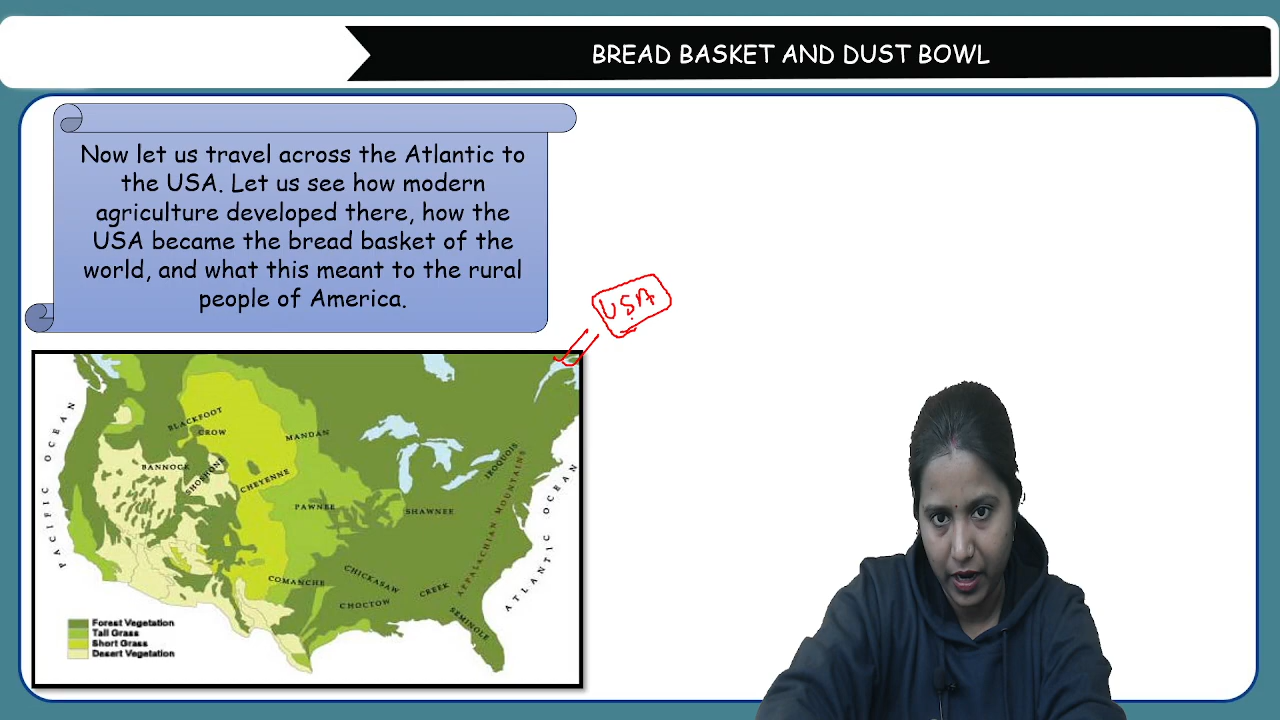 BREAD BASKET AND DUST BOWL
Now let us travel across the Atlantic to
the USA. Let us see how modern
agriculture developed there, how the
USA became the bread basket of the
world, and what this meant to the rural
people of America.
USA
PACIFIC OCEAN
BLACKFOOT
CROW
MANDAN
BANNOCK
SHOSHONE
CHEYENNE
IROQUOIS
PAWNEE
SHAWNEE
APPALACHIAN MOUNTAINS
ATLANTIC OCEAN
COMANCHE
CHICKASAW
CHOCTOW
CREEK
SEMINOLE
Forest Vegetation
Tall Grass
Short Grass
Desert Vegetation